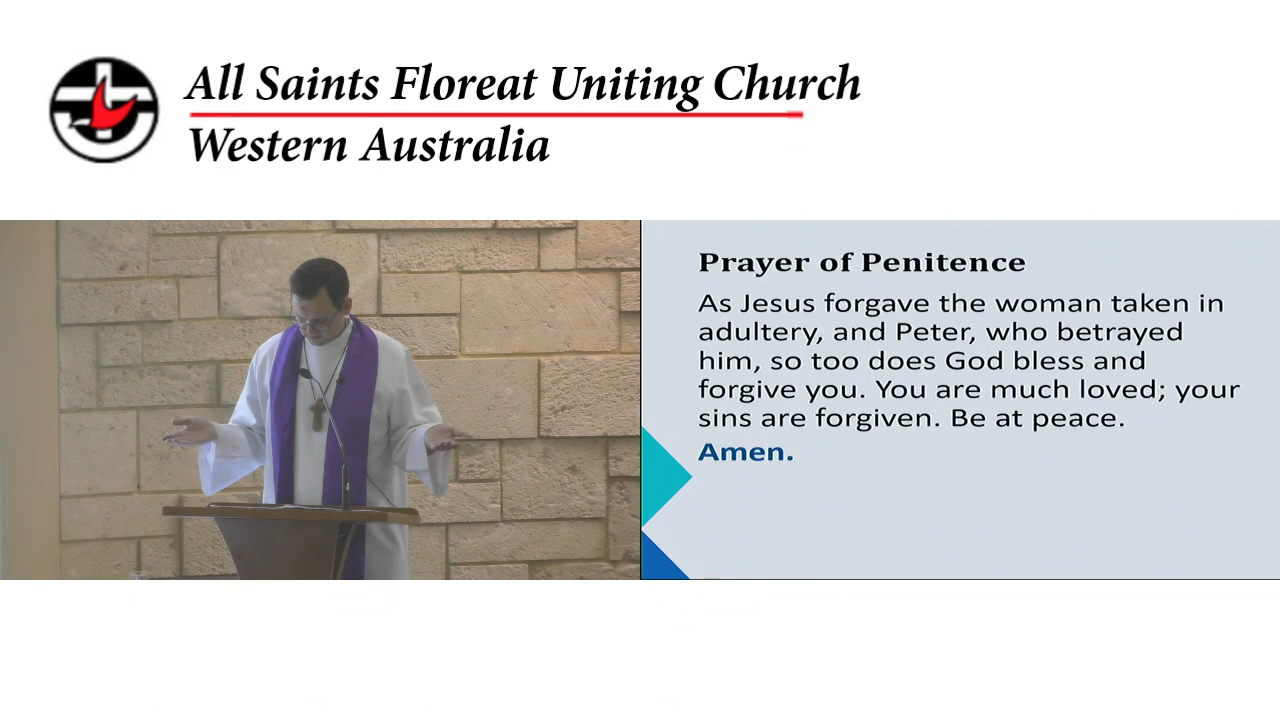 All Saints Floreat Uniting Church
Western Australia
Prayer of Penitence
As Jesus forgave the woman taken in
adultery, and Peter, who betrayed
him, so too does God bless and
forgive you. You are much loved; your
sins are forgiven. Be at peace.
Amen.